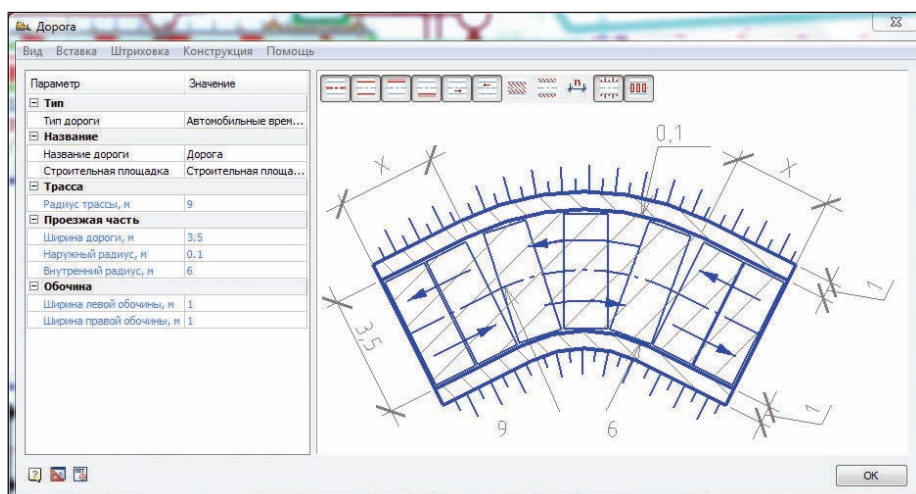 Дорога
Вид Вставка Штриховка Конструкция Помощь
Параметр Значение
Тип
Тип дороги Автомобильные врем...
Название
Название дороги Дорога
Строительная площадка Строительная площа...
Трасса
Радиус трассы, м 9
Проезжая часть
Ширина дороги, м 3.5
Наружный радиус, м 0.1
Внутренний радиус, м 6
Обочина
Ширина левой обочины, м 1
Ширина правой обочины, м 1
n
0,1
X X
3,5
1
1
9 6
OK